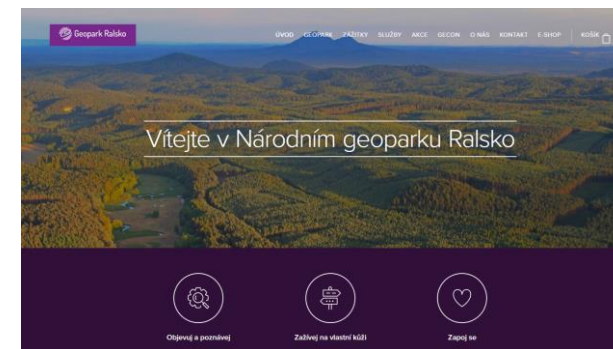 Geopark Ralsko
ÚVOD GEOPARK ZÁŽITKY SLUŽBY AKCE GECON O NÁS KONTAKT E-SHOP KOŠÍK
Vítejte v Národním geoparku Ralsko
Objevuj a poznávej
Zažívej na vlastní kůži
Zapoj se